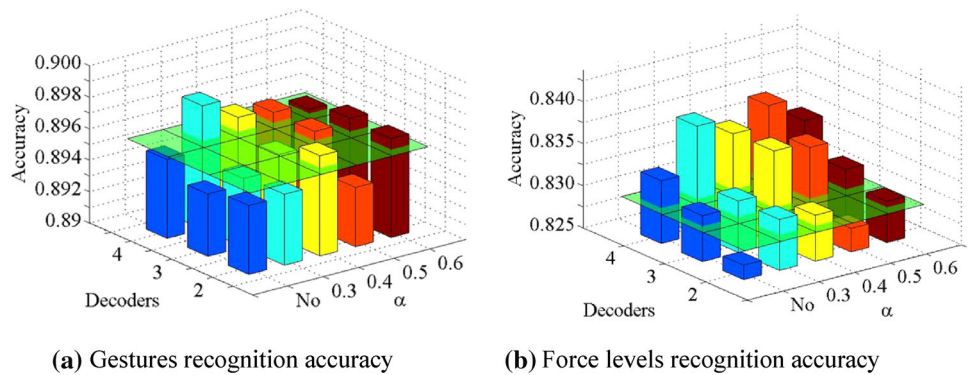 0.900
0.898
0.896
0.894
0.892
0.89
Accuracy
4
3
2
Decoders
No
0.3
0.4
0.5
0.6
α
(a) Gestures recognition accuracy
0.840
0.835
0.830
0.825
Accuracy
4
3
2
Decoders
No
0.3
0.4
0.5
0.6
α
(b) Force levels recognition accuracy